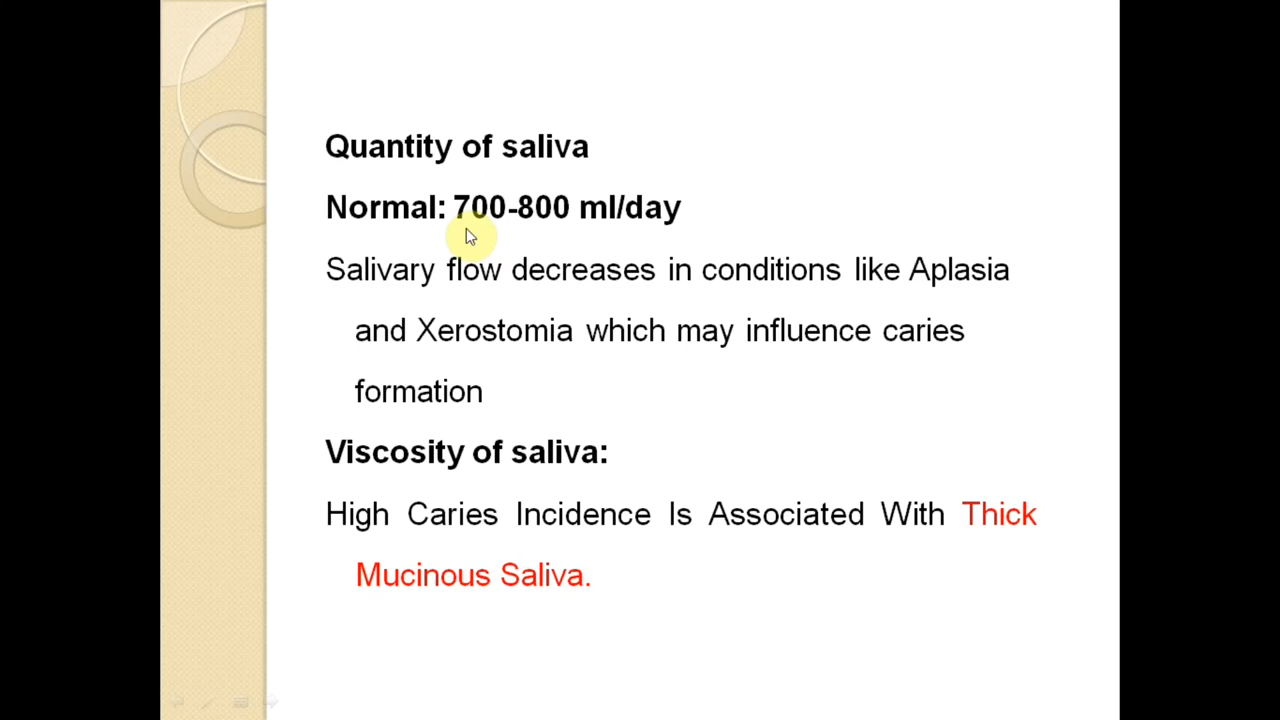 Quantity of saliva
Normal: 700-800 ml/day
Salivary flow decreases in conditions like Aplasia
and Xerostomia which may influence caries
formation
Viscosity of saliva:
High Caries Incidence Is Associated With Thick
Mucinous Saliva.